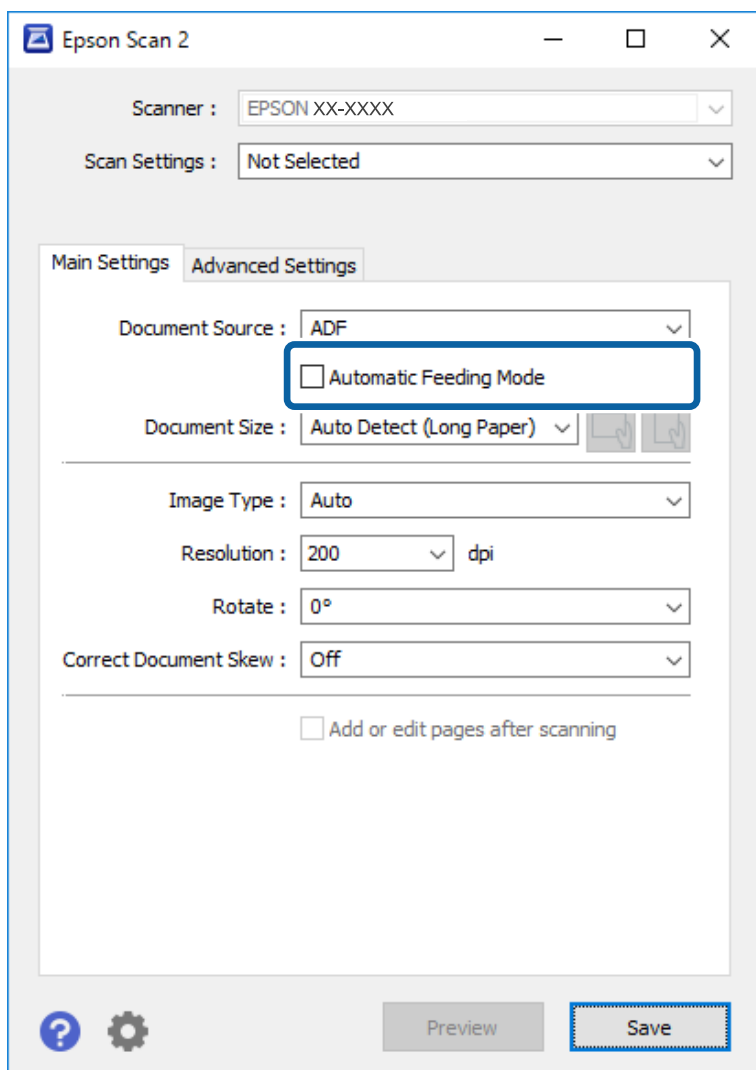 Epson Scan 2
Scanner : EPSON XX-XXXX
Scan Settings : Not Selected
Main Settings Advanced Settings
Document Source : ADF
Automatic Feeding Mode
Document Size : Auto Detect (Long Paper)
Image Type : Auto
Resolution : 200 dpi
Rotate : 0°
Correct Document Skew : Off
Add or edit pages after scanning
? Preview Save